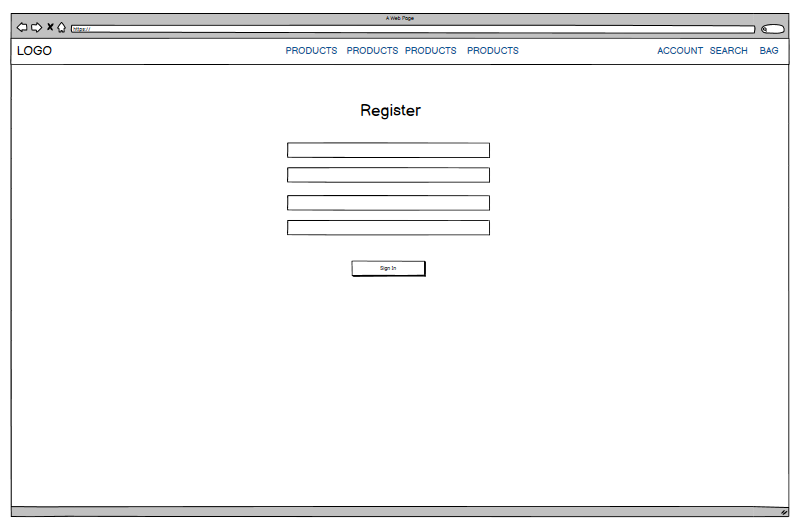 A Web Page
https://
LOGO PRODUCTS PRODUCTS PRODUCTS PRODUCTS ACCOUNT SEARCH BAG
Register
Sign In